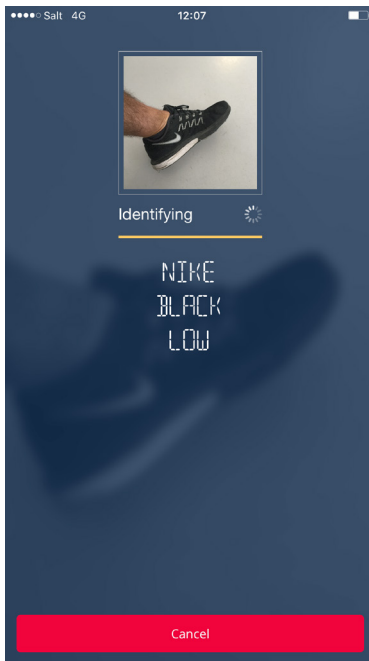 Salt 4G 12:07
Identifying
NIKE
BLACK
LOW
Cancel